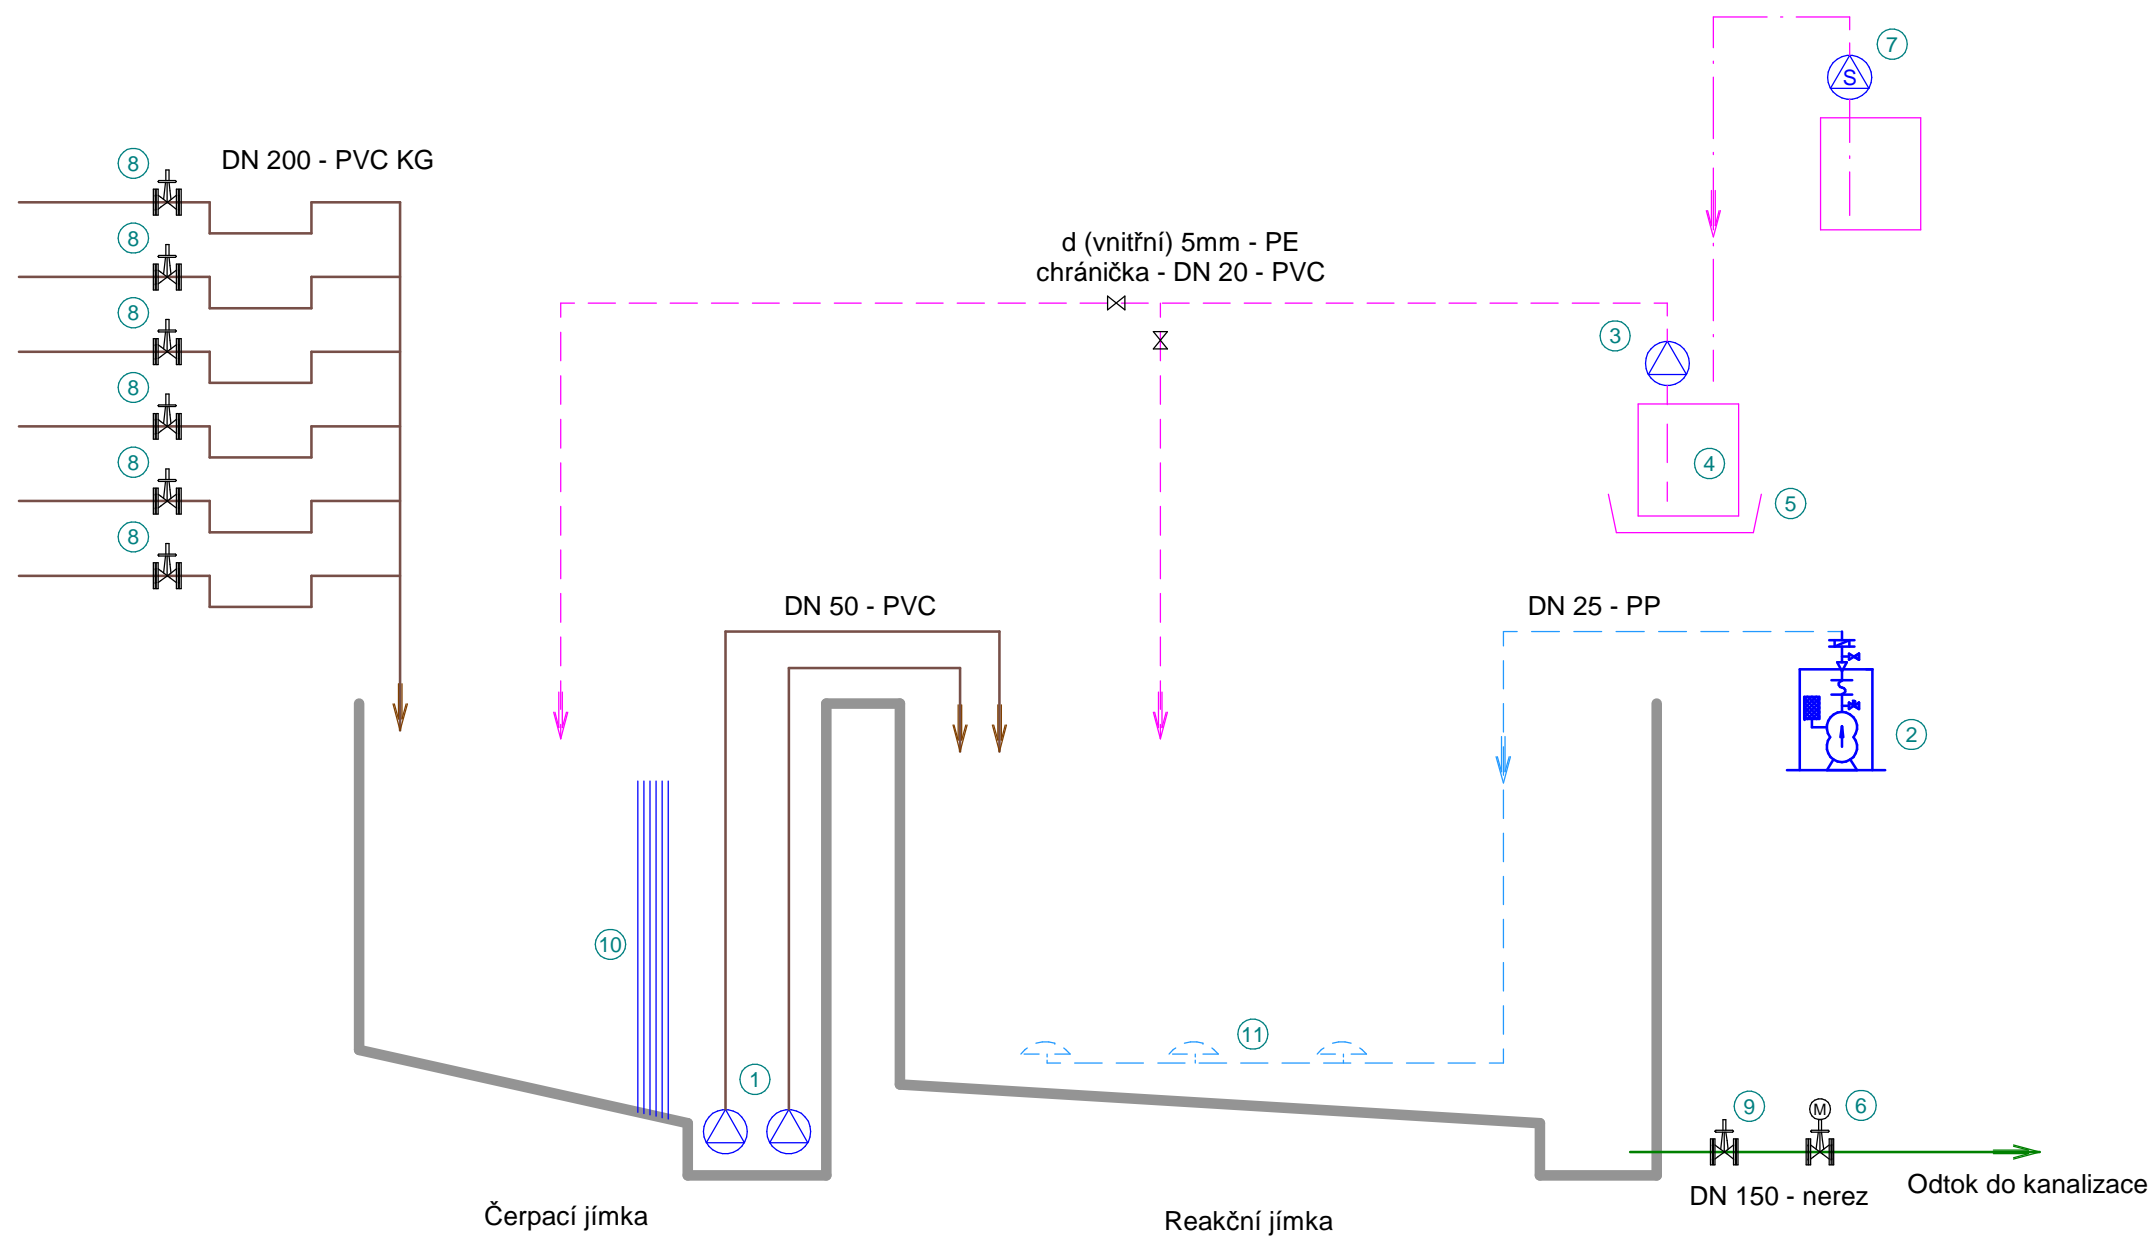 7
S
8
DN 200 - PVC KG
8
d (vnitřní) 5mm - PE
chránička - DN 20 - PVC
8
3
8
8
4
5
8
DN 50 - PVC
DN 25 - PP
2
10
11
1
9
M
6
Odtok do kanalizace
DN 150 - nerez
Čerpací jímka
Reakční jímka